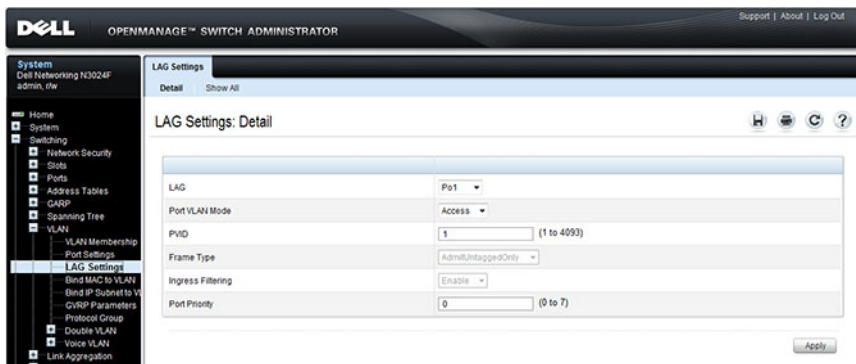 Support | About | Log Out
DELL OPENMANAGE™ SWITCH ADMINISTRATOR
System
Dell Networking N3024F
admin, r/w
Home
System
Switching
Network Security
Slots
Ports
Address Tables
GARP
Spanning Tree
VLAN
VLAN Membership
Port Settings
LAG Settings
Bind MAC to VLAN
Bind IP Subnet to VL
GVRP Parameters
Protocol Group
Double VLAN
Voice VLAN
Link Aggregation
LAG Settings
Detail Show All
LAG Settings: Detail
LAG Po1
Port VLAN Mode Access
PVID 1 (1 to 4093)
Frame Type AdmitUntaggedOnly
Ingress Filtering Enable
Port Priority 0 (0 to 7)
Apply